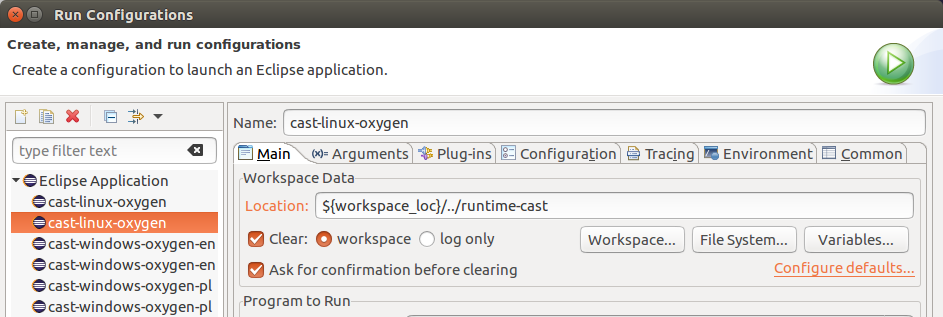 Run Configurations
Create, manage, and run configurations
Create a configuration to launch an Eclipse application.
type filter text
Eclipse Application
cast-linux-oxygen
cast-linux-oxygen
cast-windows-oxygen-en
cast-windows-oxygen-en
cast-windows-oxygen-pl
cast-windows-oxygen-pl
Name: cast-linux-oxygen
Main (x)= Arguments Plug-ins Configuration Tracing Environment Common
Workspace Data
Location: ${workspace_loc}/../runtime-cast
Clear: workspace log only Workspace... File System... Variables...
Ask for confirmation before clearing Configure defaults...
Program to Run